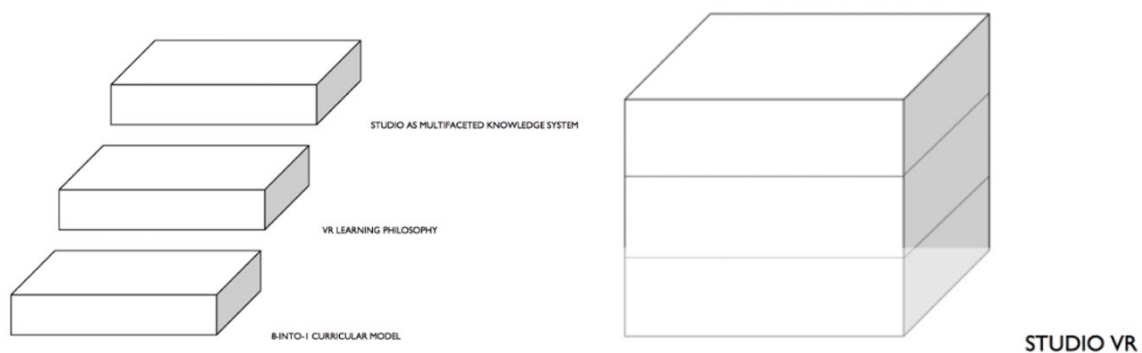 STUDIO AS MULTIFACETED KNOWLEDGE SYSTEM
VR LEARNING PHILOSOPHY
8-INTO-1 CURRICULAR MODEL
STUDIO VR